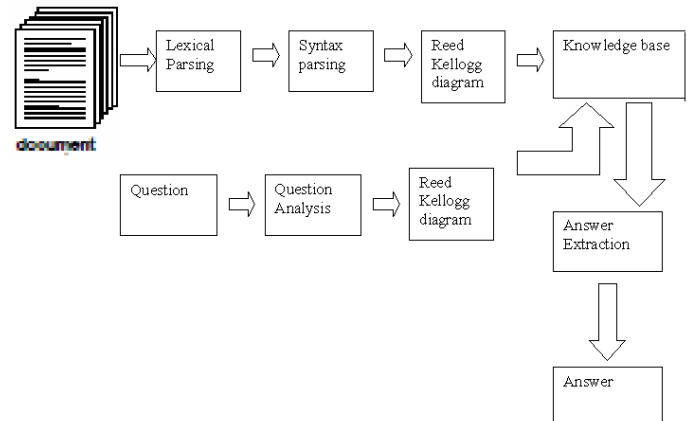 Lexical
Parsing
Syntax
parsing
Reed
Kellogg
diagram
Knowledge base
document
Question
Question
Analysis
Reed
Kellogg
diagram
Answer
Extraction
Answer